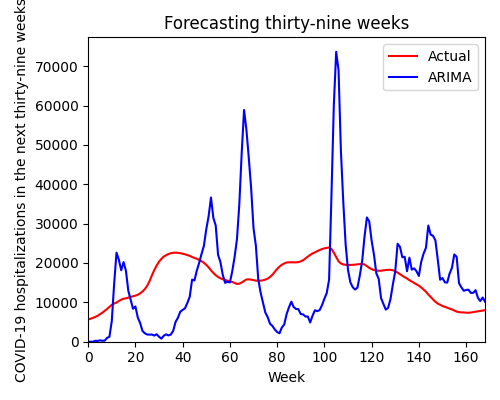 Forecasting thirty-nine weeks
COVID-19 hospitalizations in the next thirty-nine weeks
70000
60000
50000
40000
30000
20000
10000
0
Actual
ARIMA
0 20 40 60 80 100 120 140 160
Week